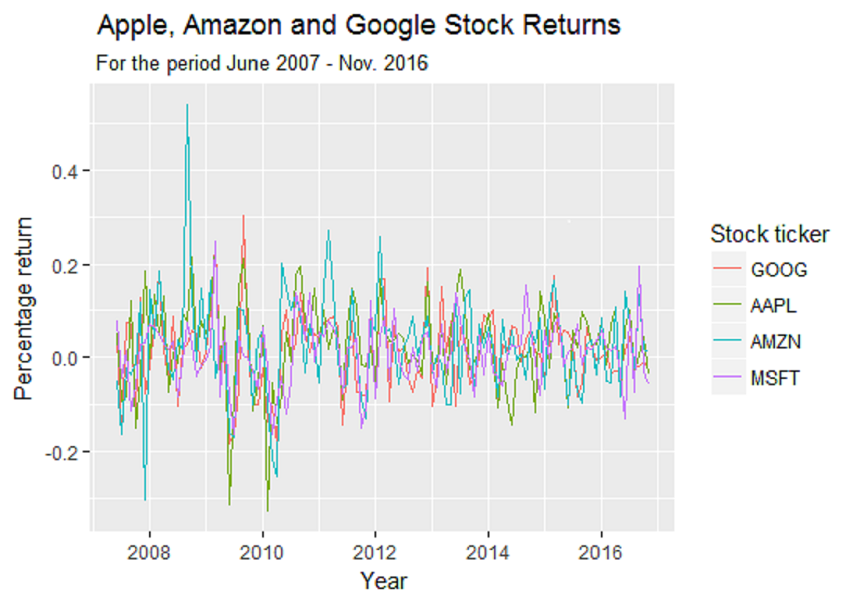 Apple, Amazon and Google Stock Returns
For the period June 2007 - Nov. 2016
Percentage return
0.4
0.2
0.0
-0.2
2008 2010 2012 2014 2016
Year
Stock ticker
GOOG
AAPL
AMZN
MSFT